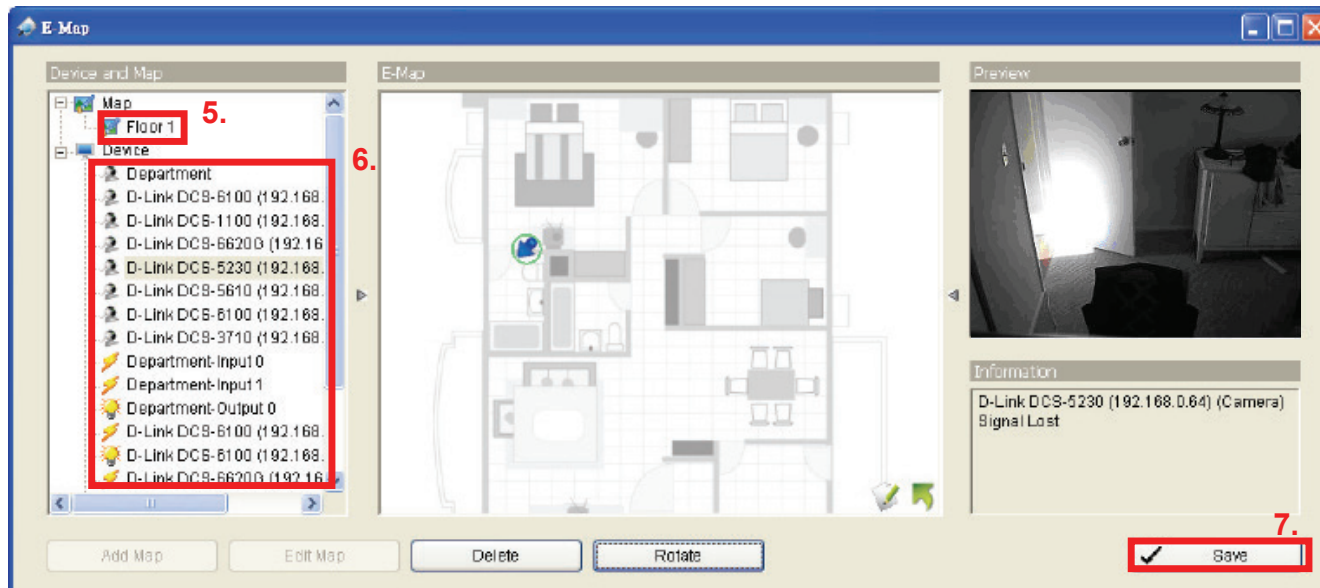 E-Map
Device and Map
Map
5.
Floor 1
Device
6.
Department
D-Link DCS-6100 (192.168.
D-Link DCS-1100 (192.168.
D-Link DCS-6620G (192.16
D-Link DCS-5230 (192.168.
D-Link DCS-5610 (192.168.
D-Link DCS-6100 (192.168.
D-Link DCS-3710 (192.168.
Department-Input 0
Department-Input 1
Department-Output 0
D-Link DCS-6100 (192.168.
D-Link DCS-6100 (192.168.
D-Link DCS-6620G (192.16
E-Map
Preview
Information
D-Link DCS-5230 (192.168.0.64) (Camera)
Signal Lost
7.
Add Map
Edit Map
Delete
Rotate
Save